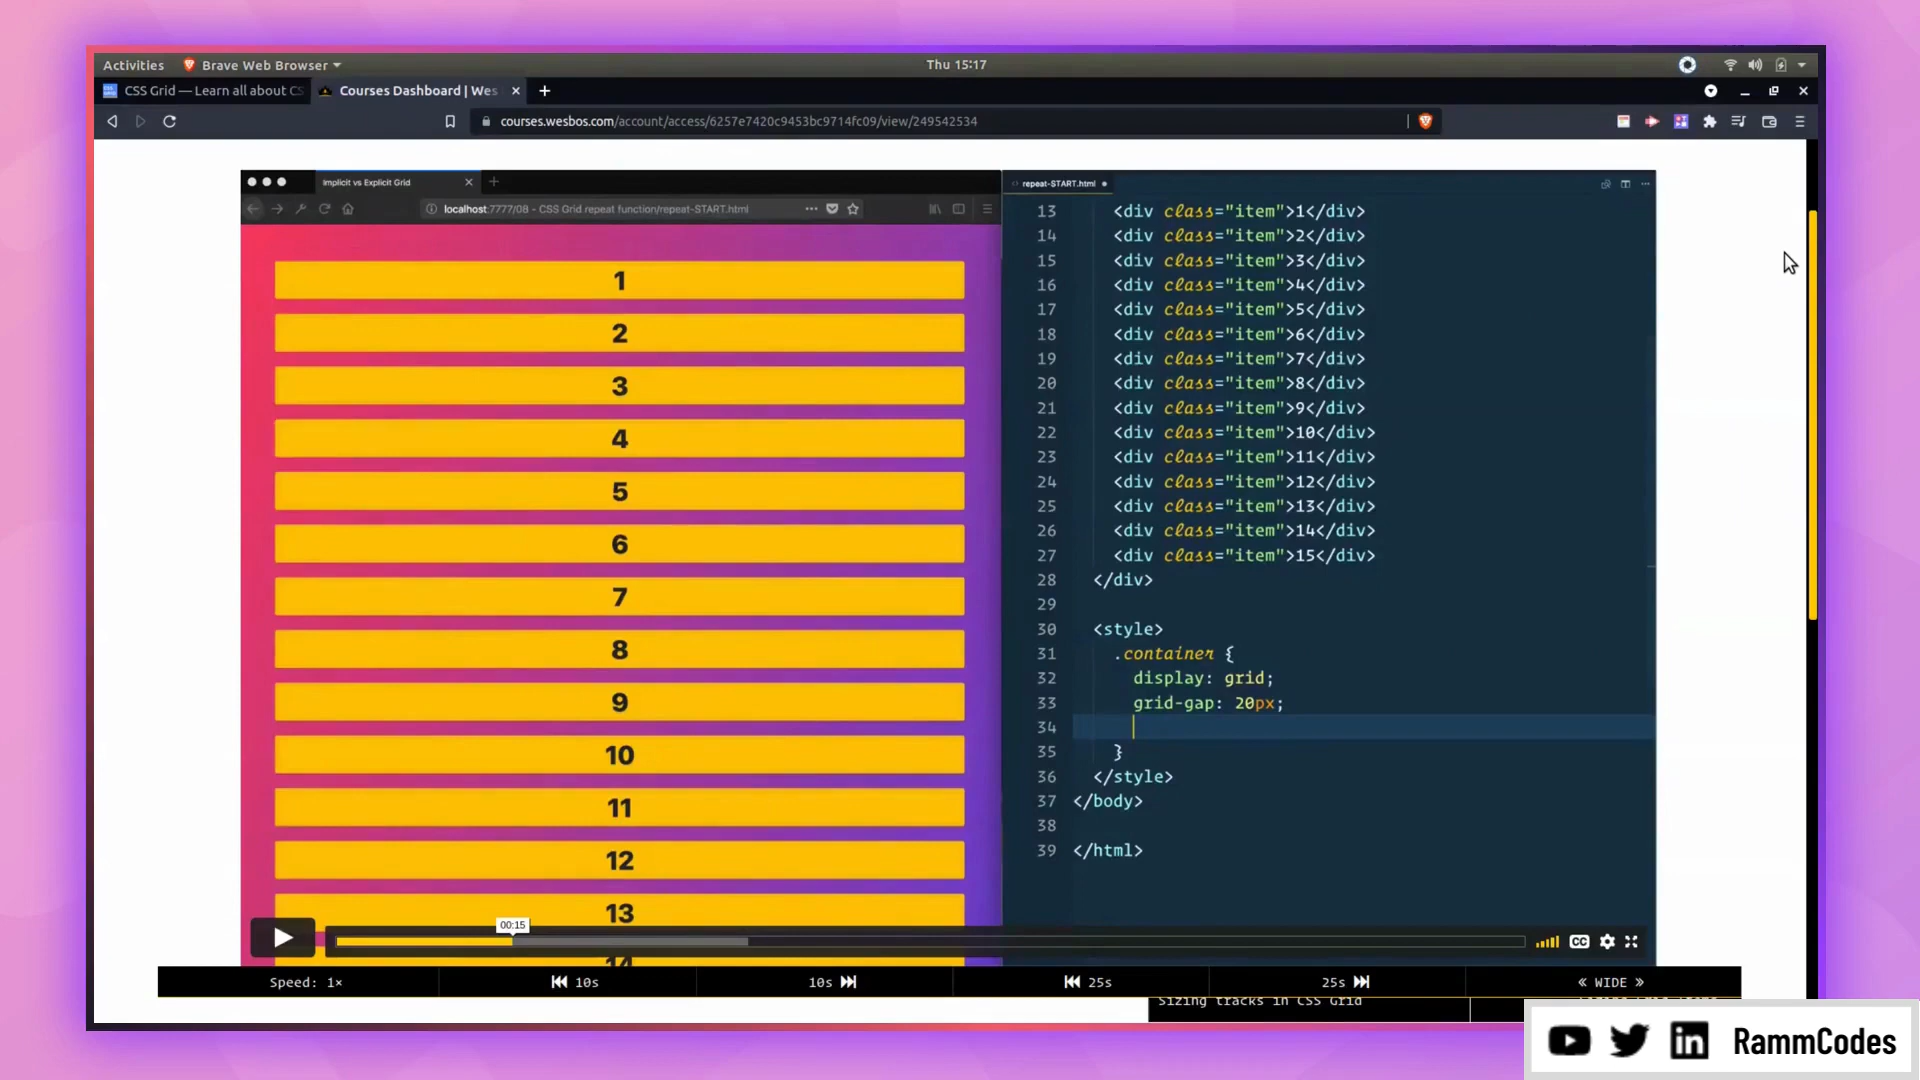 Activities Brave Web Browser Thu 15:17
CSS Grid — Learn all about CS Courses Dashboard | Wes
courses.wesbos.com/account/access/6257e7420c9453bc9714fc09/view/249542534
Implicit vs Explicit Grid
localhost:7777/08 - CSS Grid repeat function/repeat-START.html
1
2
3
4
5
6
7
8
9
10
11
12
13
14
repeat-START.html
13 <div class="item">1</div>
14 <div class="item">2</div>
15 <div class="item">3</div>
16 <div class="item">4</div>
17 <div class="item">5</div>
18 <div class="item">6</div>
19 <div class="item">7</div>
20 <div class="item">8</div>
21 <div class="item">9</div>
22 <div class="item">10</div>
23 <div class="item">11</div>
24 <div class="item">12</div>
25 <div class="item">13</div>
26 <div class="item">14</div>
27 <div class="item">15</div>
28 </div>
29
30 <style>
31 .container {
32 display: grid;
33 grid-gap: 20px;
34
35 }
36 </style>
37 </body>
38
39 </html>
00:15
CC
Speed: 1× 10s 10s 25s 25s « WIDE »
Sizing tracks in CSS Grid
RammCodes